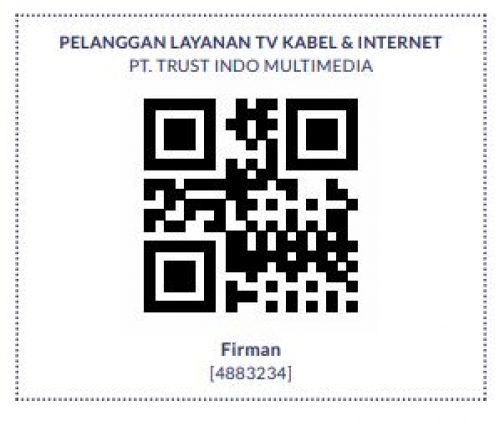 PELANGGAN LAYANAN TV KABEL & INTERNET
PT. TRUST INDO MULTIMEDIA
Firman
[4883234]